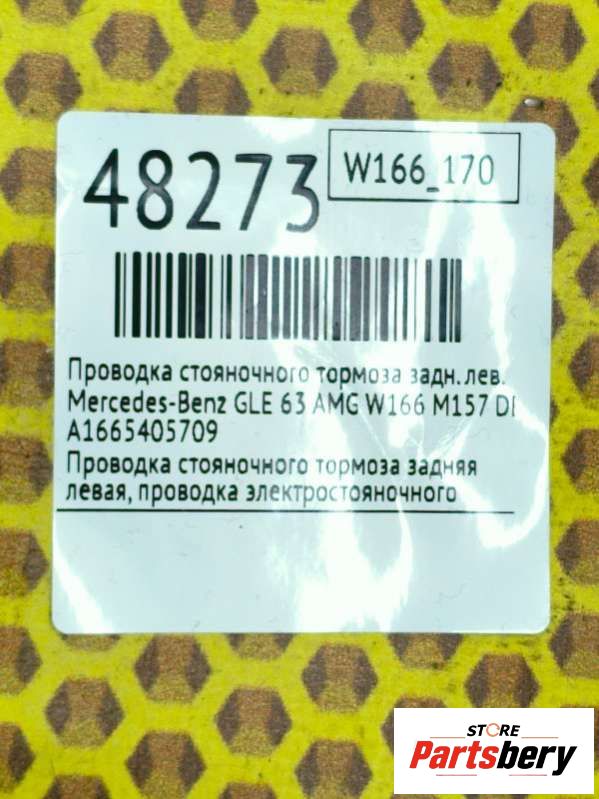 48273
W166_170
Проводка стояночного тормоза задн.лев.
Mercedes-Benz GLE 63 AMG W166 M157 DI
A1665405709
Проводка стояночного тормоза задняя
левая, проводка электростояночного
STORE
Partsbery